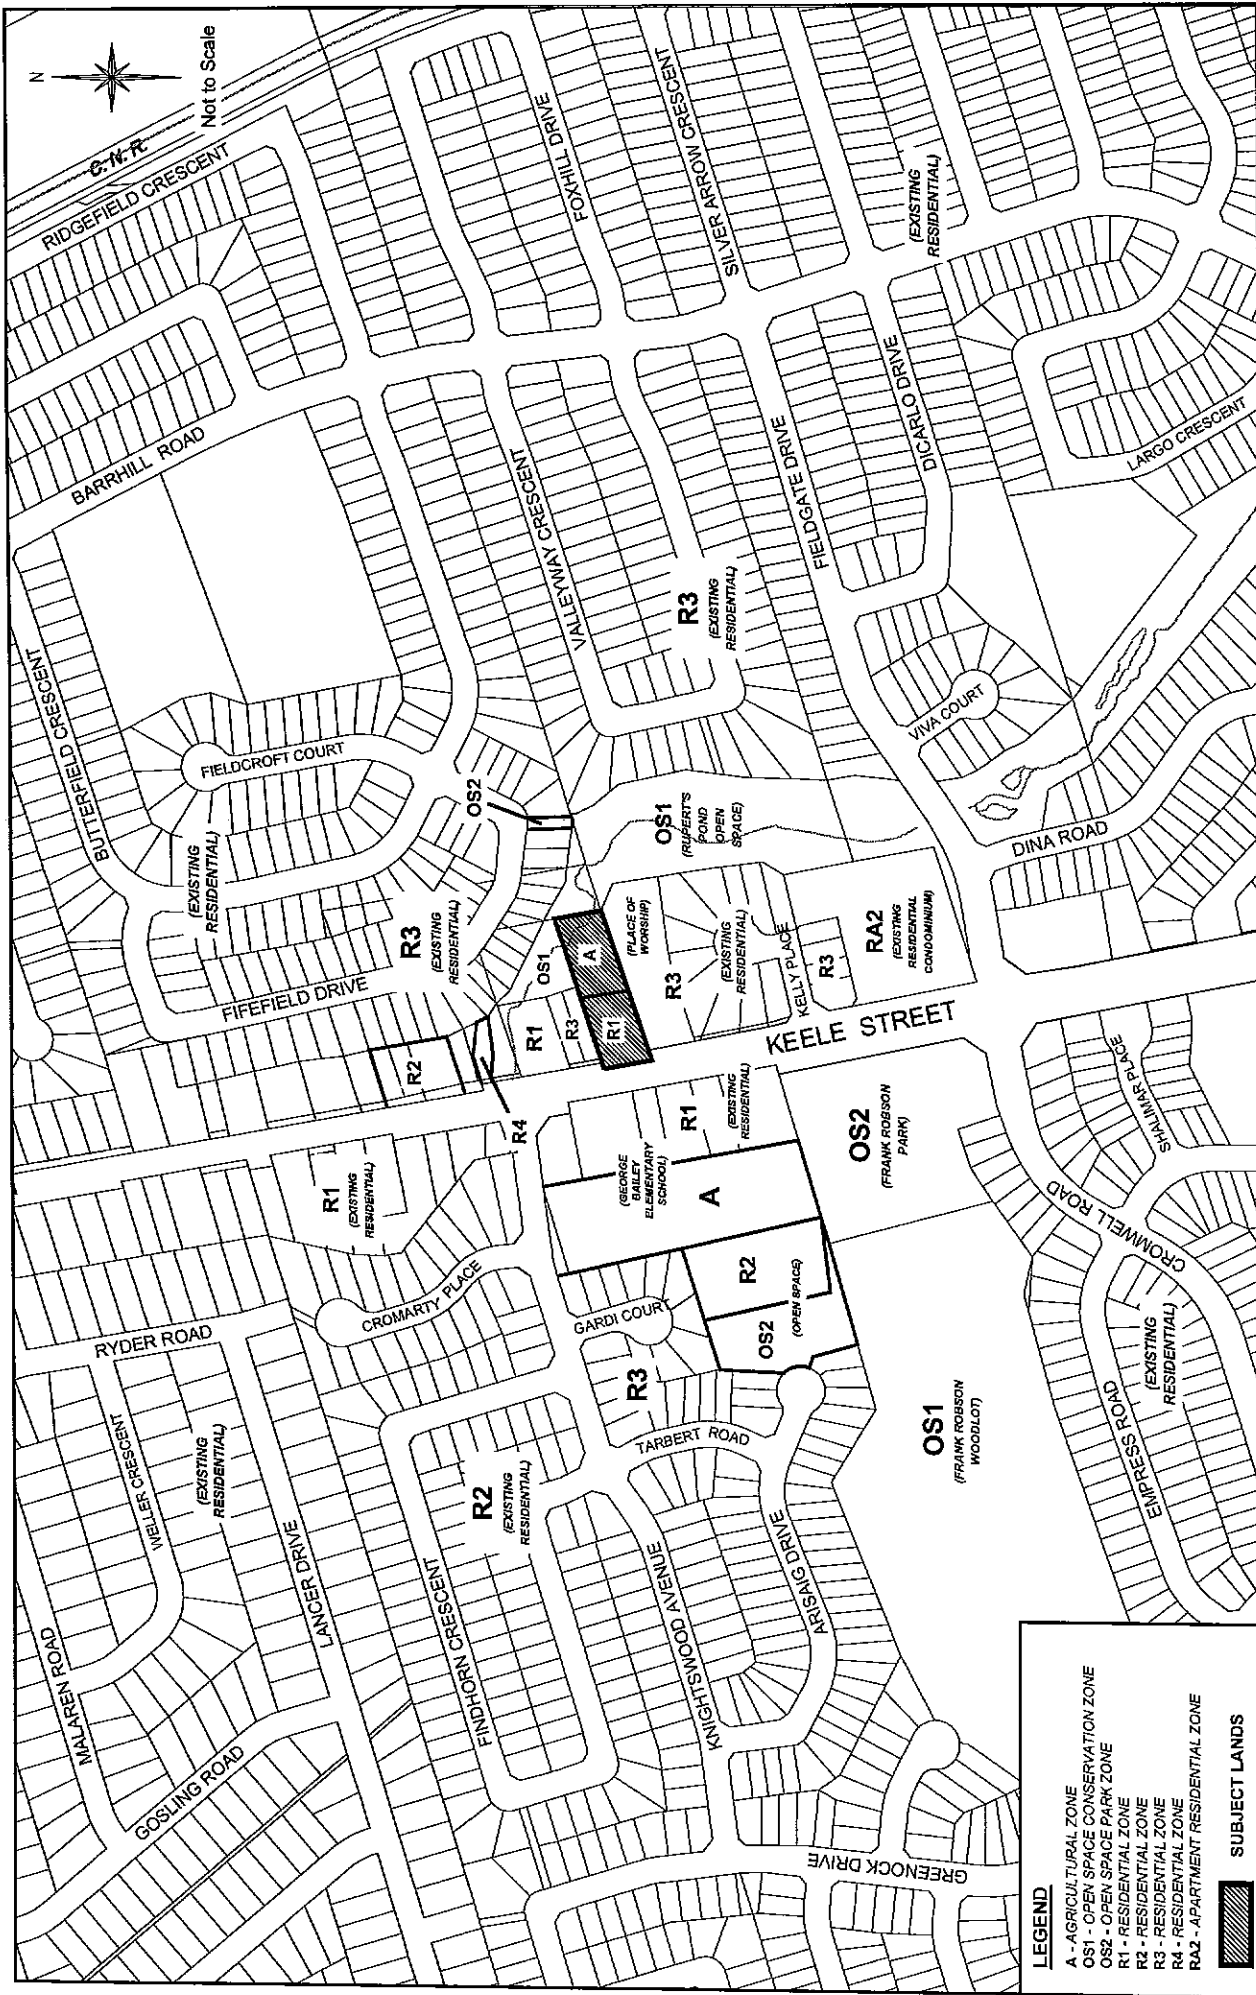 N
Not to Scale
C.N.R.
RIDGEFIELD CRESCENT
BARRHILL ROAD
FOXHILL DRIVE
SILVER ARROW CRESCENT
(EXISTING
RESIDENTIAL)
BUTTERFIELD CRESCENT
VALLEYWAY CRESCENT
R3
(EXISTING
RESIDENTIAL)
FIELDGATE DRIVE
DICARLO DRIVE
LARGO CRESCENT
FIELDCROFT COURT
(EXISTING
RESIDENTIAL)
OS2
OS1
(RUPERT'S
POND
OPEN
SPACE)
VIVA COURT
DINA ROAD
FIFEFIELD DRIVE
R3
(EXISTING
RESIDENTIAL)
OS1
A
(PLACE OF
WORSHIP)
R3
(EXISTING
RESIDENTIAL)
KELLY PLACE
R3
RA2
(EXISTING
RESIDENTIAL
CONDOMINIUM)
R2
R4
R1
R3
R1
KEELE STREET
R1
(EXISTING
RESIDENTIAL)
R1
(EXISTING
RESIDENTIAL)
(GEORGE
BAILEY
ELEMENTARY
SCHOOL)
A
OS2
(FRANK ROBSON
PARK)
SHALIMAR PLACE
CROMWELL ROAD
RYDER ROAD
CROMARTY PLACE
GARDI COURT
R2
OS2
(OPEN SPACE)
WELLER CRESCENT
(EXISTING
RESIDENTIAL)
R3
TARBERT ROAD
OS1
(FRANK ROBSON
WOODLOT)
EMPRESS ROAD
(EXISTING
RESIDENTIAL)
MALAREN ROAD
LANCER DRIVE
R2
(EXISTING
RESIDENTIAL)
FINDHORN CRESCENT
KNIGHTSWOOD AVENUE
ARISAIG DRIVE
GOSLING ROAD
GREENOCK DRIVE
LEGEND
A - AGRICULTURAL ZONE
OS1 - OPEN SPACE CONSERVATION ZONE
OS2 - OPEN SPACE PARK ZONE
R1 - RESIDENTIAL ZONE
R2 - RESIDENTIAL ZONE
R3 - RESIDENTIAL ZONE
R4 - RESIDENTIAL ZONE
RA2 - APARTMENT RESIDENTIAL ZONE
SUBJECT LANDS